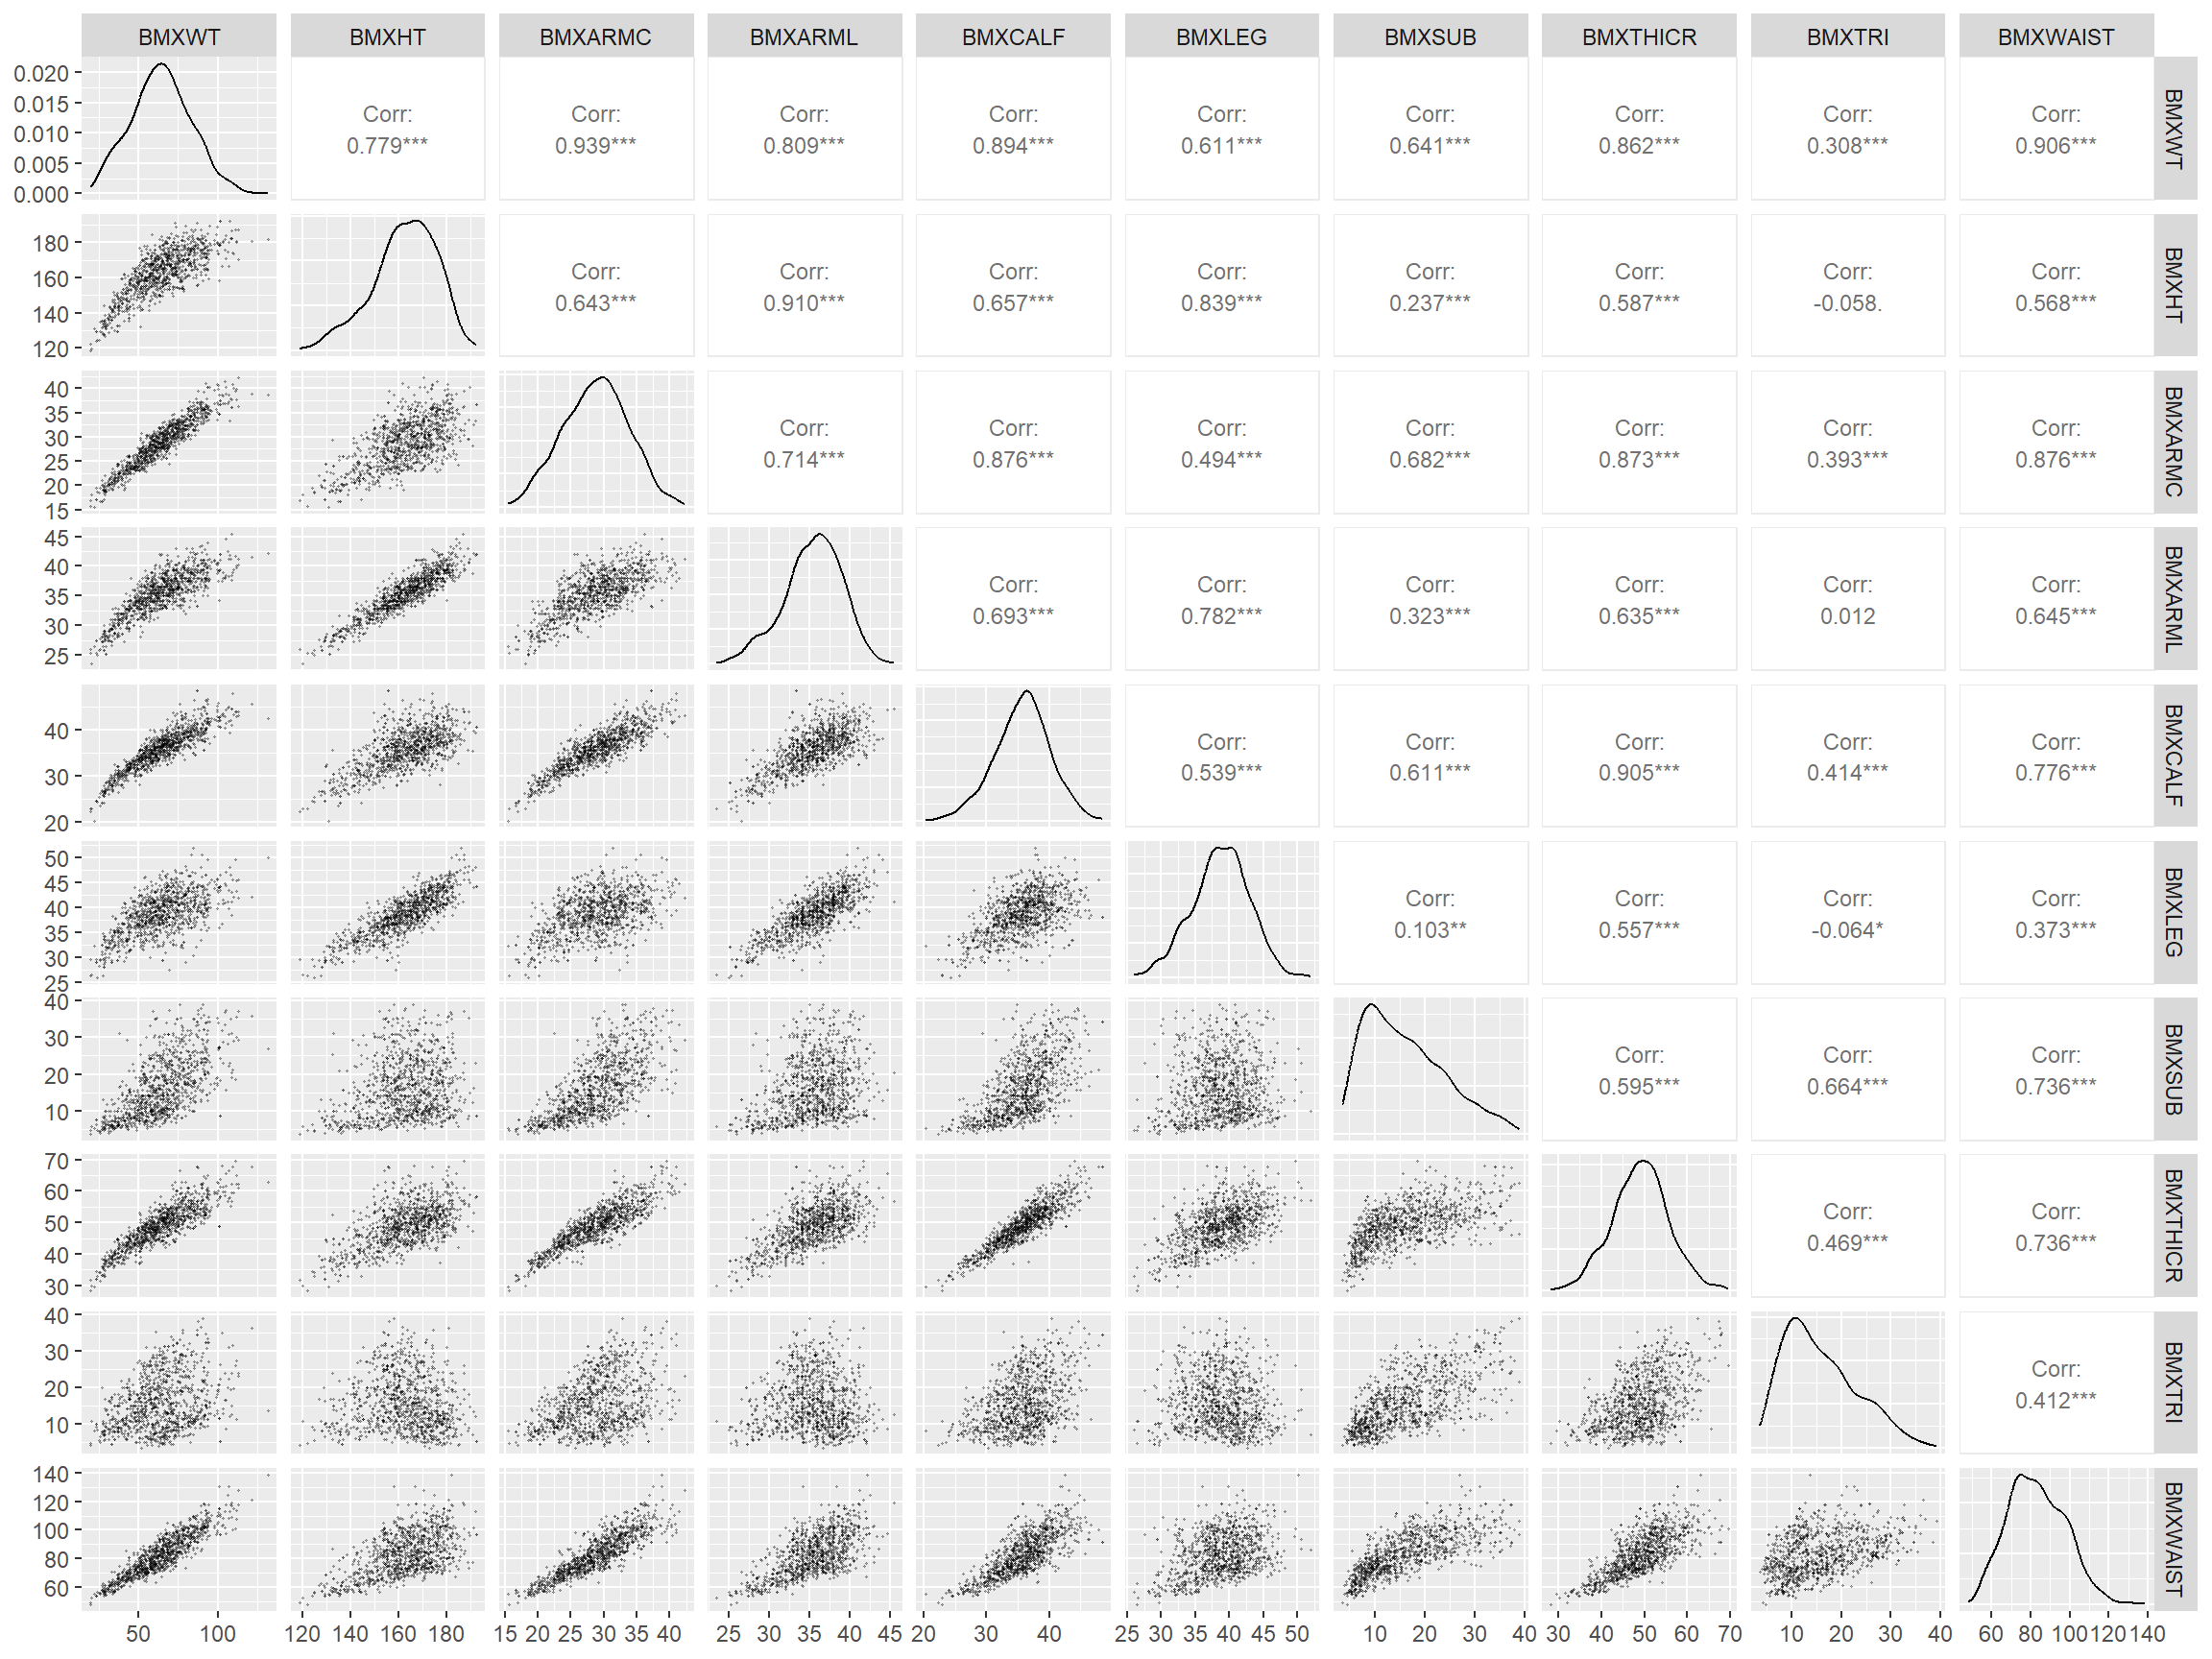 BMXWT BMXHT BMXARMC BMXARML BMXCALF BMXLEG BMXSUB BMXTHICR BMXTRI BMXWAIST
0.020
0.015
0.010
0.005
0.000
Corr: Corr: Corr: Corr: Corr: Corr: Corr: Corr: Corr:
0.779*** 0.939*** 0.809*** 0.894*** 0.611*** 0.641*** 0.862*** 0.308*** 0.906***
BMXWT
180
160
140
120
Corr: Corr: Corr: Corr: Corr: Corr: Corr: Corr:
0.643*** 0.910*** 0.657*** 0.839*** 0.237*** 0.587*** -0.058. 0.568***
BMXHT
40
35
30
25
20
15
Corr: Corr: Corr: Corr: Corr: Corr: Corr:
0.714*** 0.876*** 0.494*** 0.682*** 0.873*** 0.393*** 0.876***
BMXARMC
45
40
35
30
25
Corr: Corr: Corr: Corr: Corr: Corr:
0.693*** 0.782*** 0.323*** 0.635*** 0.012 0.645***
BMXARML
40
30
20
Corr: Corr: Corr: Corr: Corr:
0.539*** 0.611*** 0.905*** 0.414*** 0.776***
BMXCALF
50
45
40
35
30
25
Corr: Corr: Corr: Corr:
0.103** 0.557*** -0.064* 0.373***
BMXLEG
40
30
20
10
Corr: Corr: Corr:
0.595*** 0.664*** 0.736***
BMXSUB
70
60
50
40
30
Corr: Corr:
0.469*** 0.736***
BMXTHICR
40
30
20
10
Corr:
0.412***
BMXTRI
140
120
100
80
60
BMXWAIST
50 100 120 140 160 180 15 20 25 30 35 40 25 30 35 40 45 20 30 40 25 30 35 40 45 50 10 20 30 40 30 40 50 60 70 10 20 30 40 60 80 100 120 140